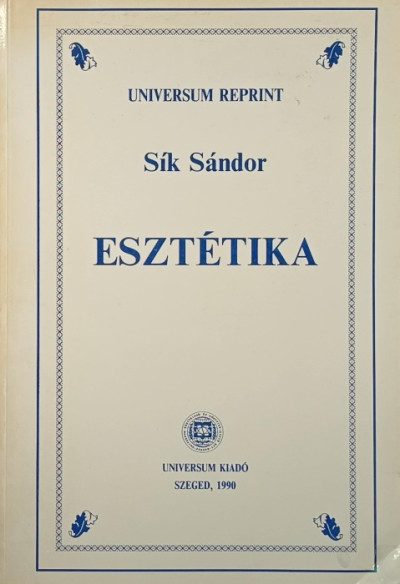 UNIVERSUM REPRINT
Sík Sándor
ESZTÉTIKA
UNIVERSUM KIADÓ
SZEGED, 1990